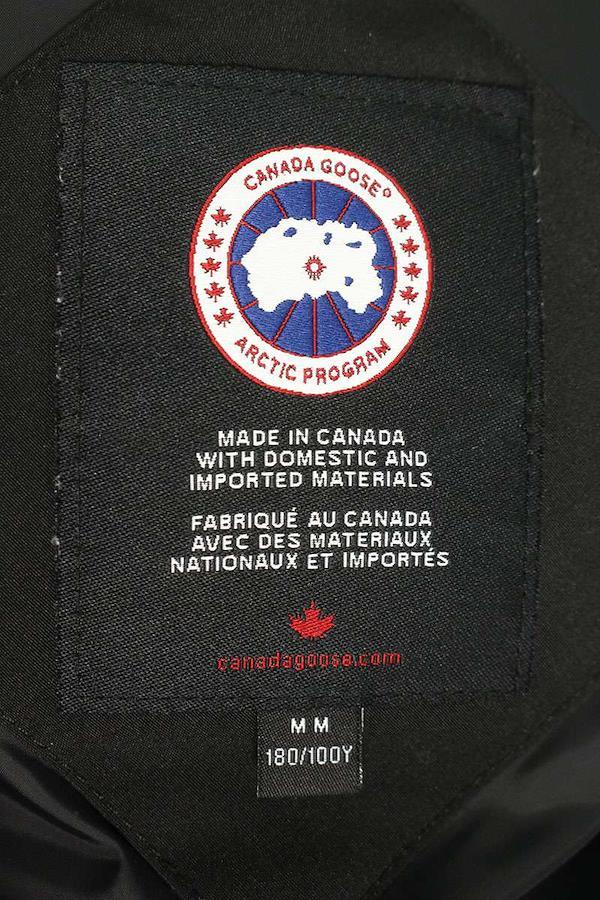 CANADA GOOSE®
ARCTIC PROGRAM
MADE IN CANADA
WITH DOMESTIC AND
IMPORTED MATERIALS
FABRIQUÉ AU CANADA
AVEC DES MATERIAUX
NATIONAUX ET IMPORTÉS
canadagoose.com
M M
180/100Y